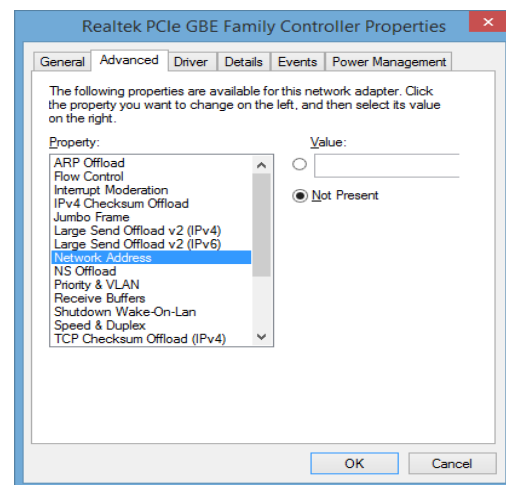 Realtek PCIe GBE Family Controller Properties
General Advanced Driver Details Events Power Management
The following properties are available for this network adapter. Click
the property you want to change on the left, and then select its value
on the right.
Property:
Value:
ARP Offload
Flow Control
Interrupt Moderation
IPv4 Checksum Offload
Jumbo Frame
Large Send Offload v2 (IPv4)
Large Send Offload v2 (IPv6)
Network Address
NS Offload
Priority & VLAN
Receive Buffers
Shutdown Wake-On-Lan
Speed & Duplex
TCP Checksum Offload (IPv4)
Not Present
OK Cancel